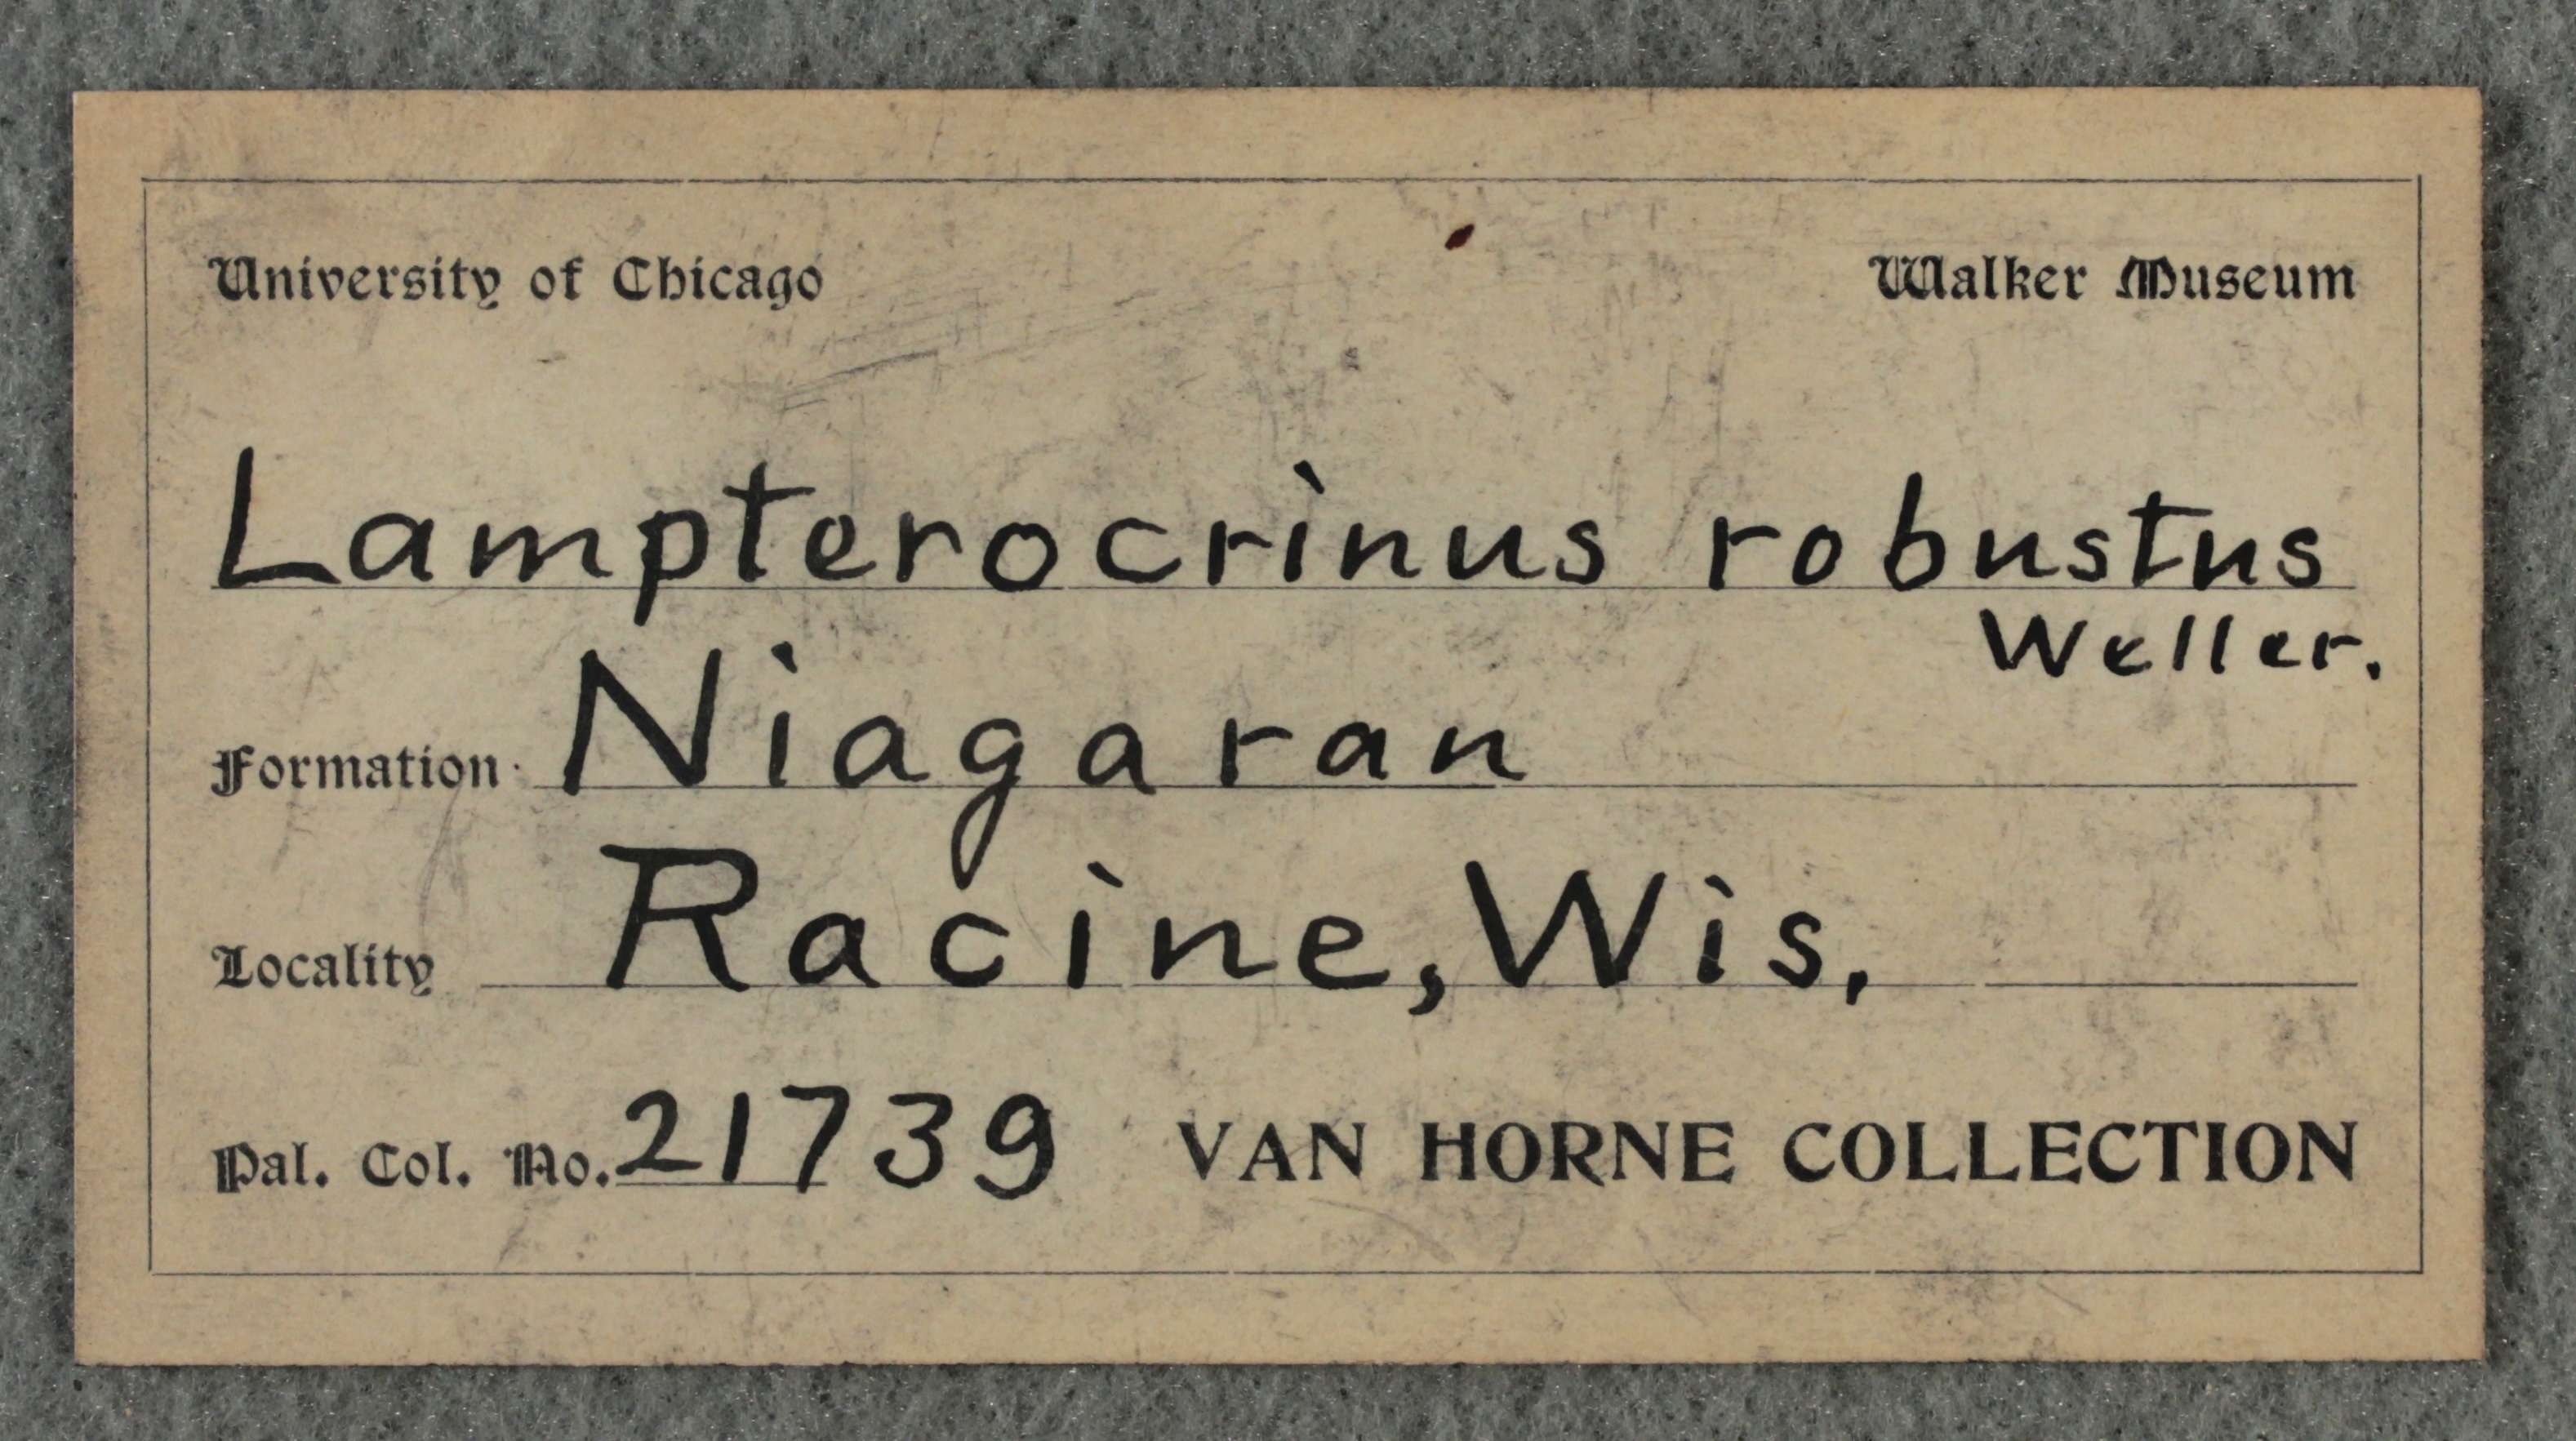 University of Chicago Walker Museum
Lampterocrinus robustus
Weller.
Formation Niagaran
Locality Racine, Wis.
Pal. Col. No. 21739 VAN HORNE COLLECTION